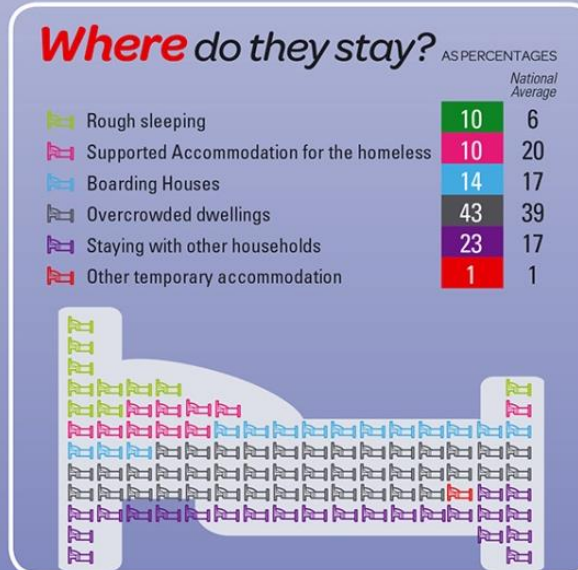 Where do they stay? AS PERCENTAGES
National
Average
Rough sleeping 10 6
Supported Accommodation for the homeless 10 20
Boarding Houses 14 17
Overcrowded dwellings 43 39
Staying with other households 23 17
Other temporary accommodation 1 1